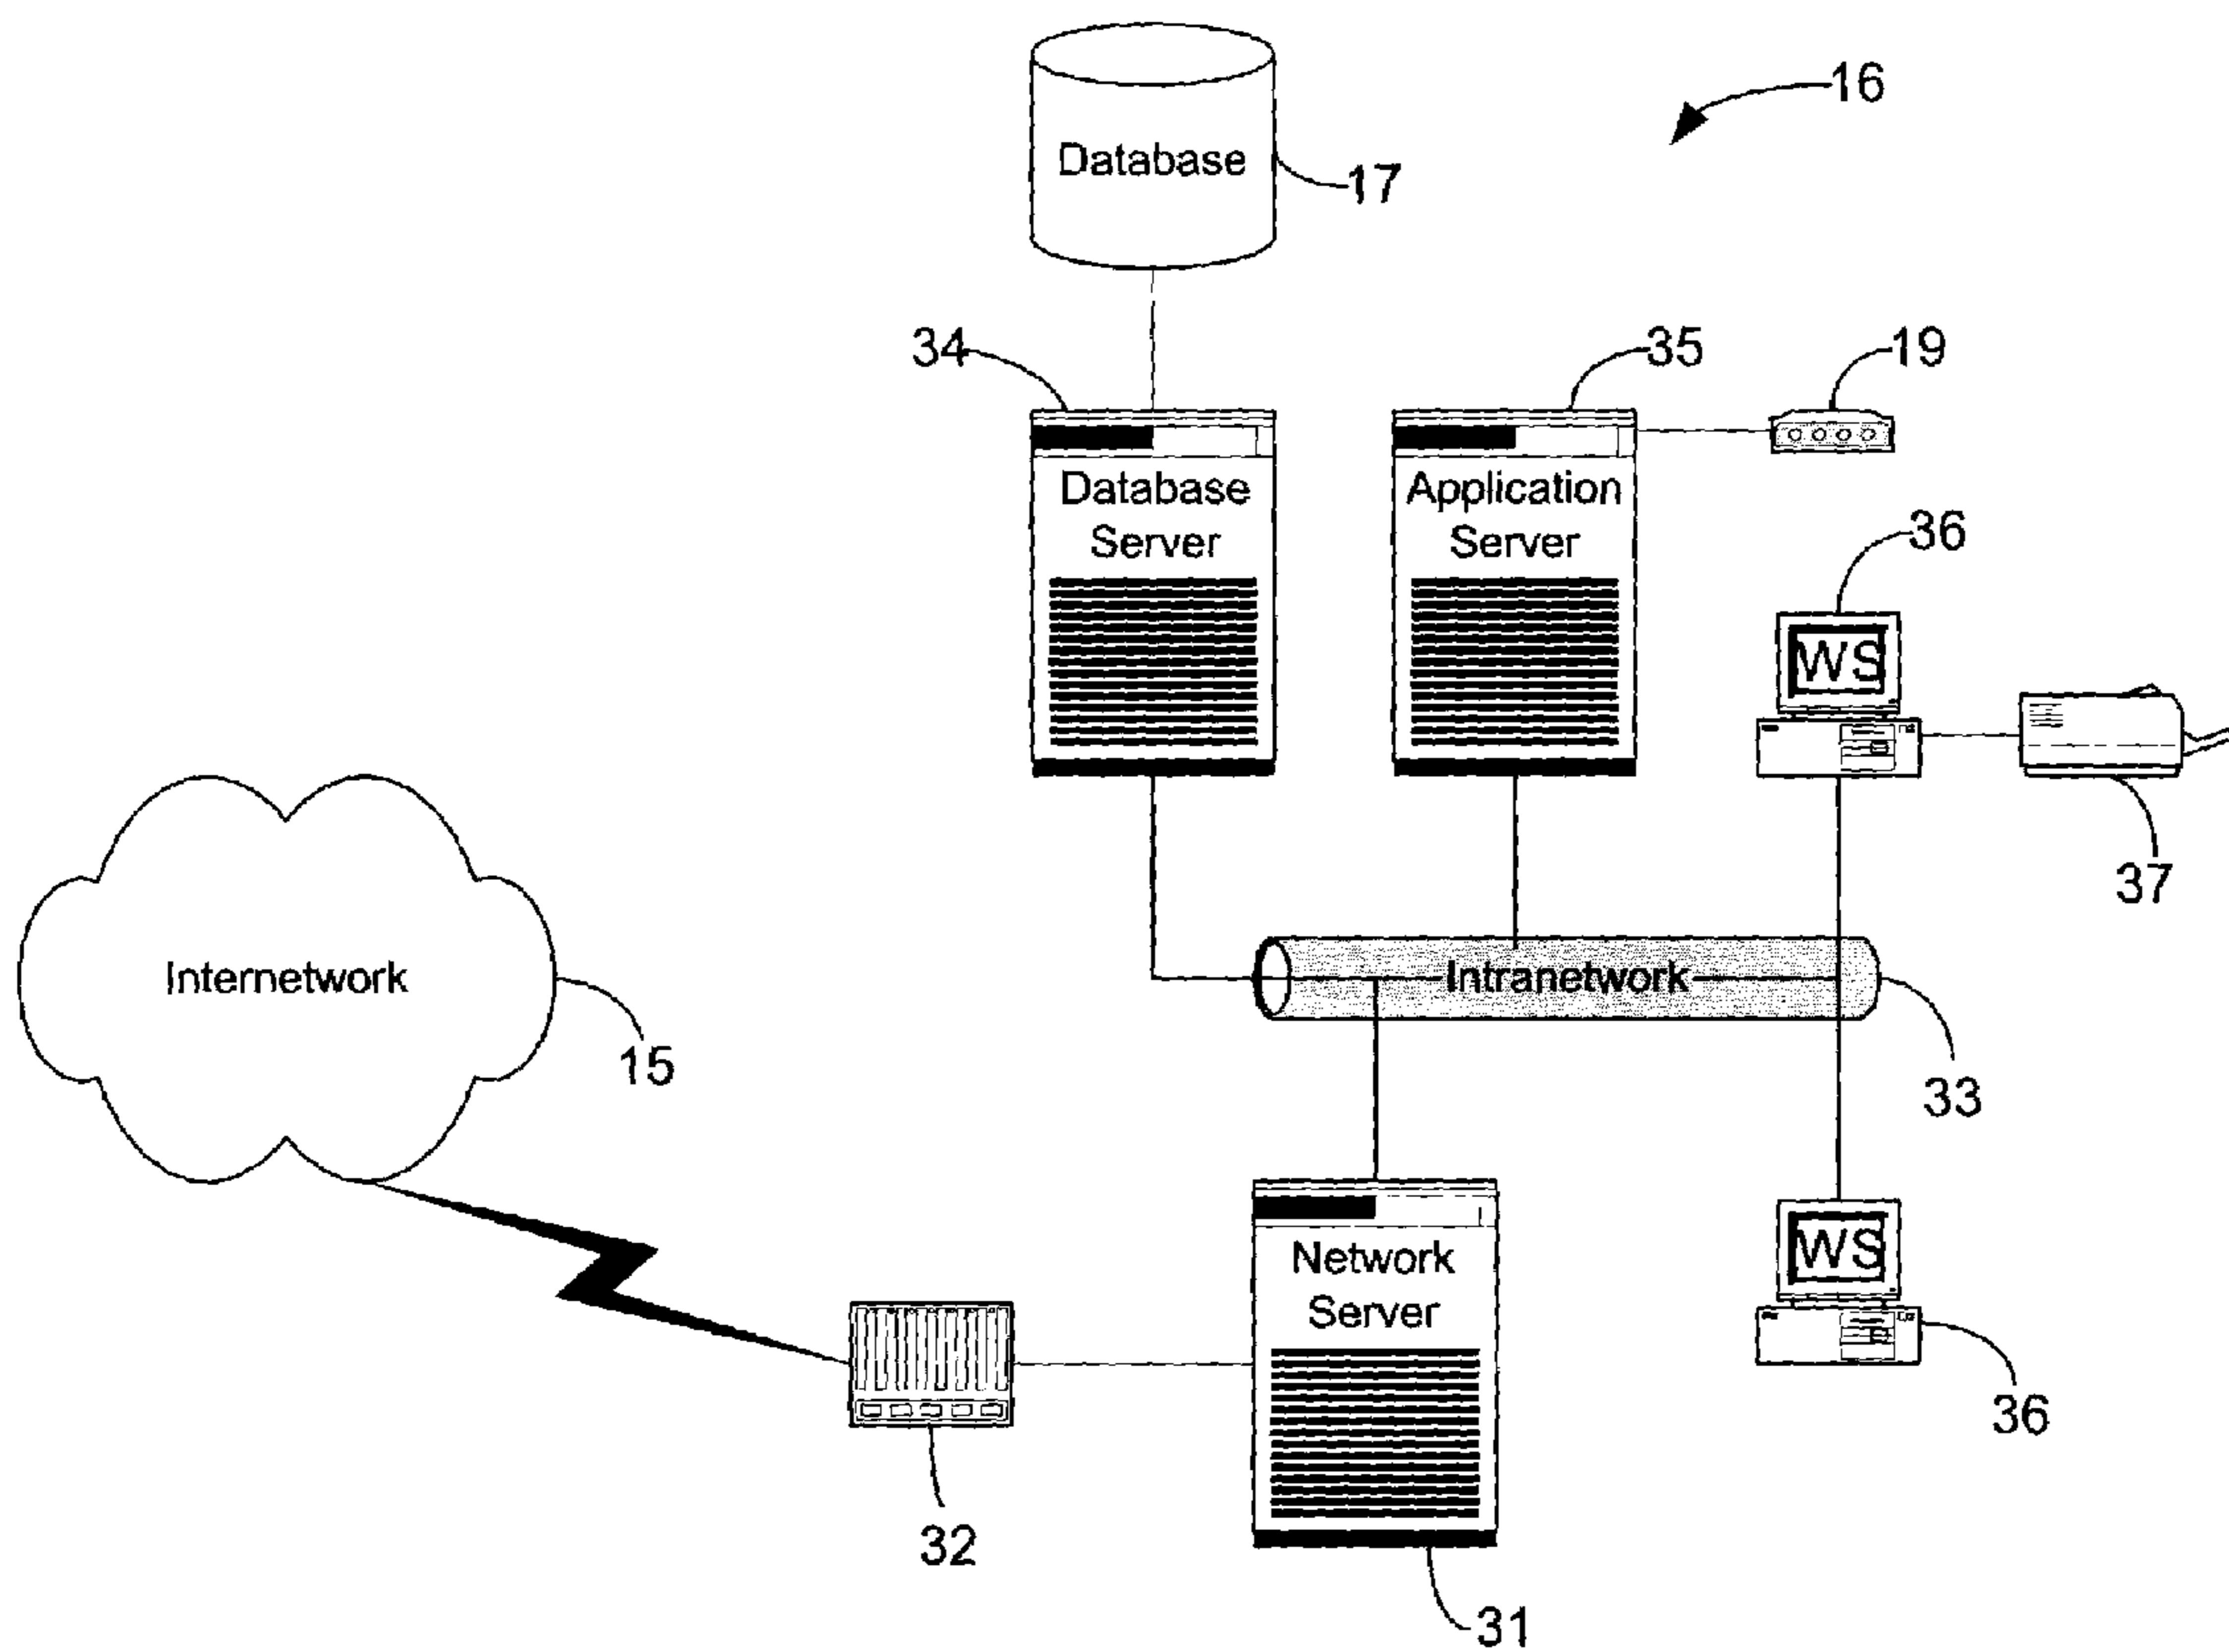 16
Database
17
34
35
19
Database
Server
Application
Server
36
WS
37
Internetwork
Intranetwork
15
33
Network
Server
WS
36
32
31